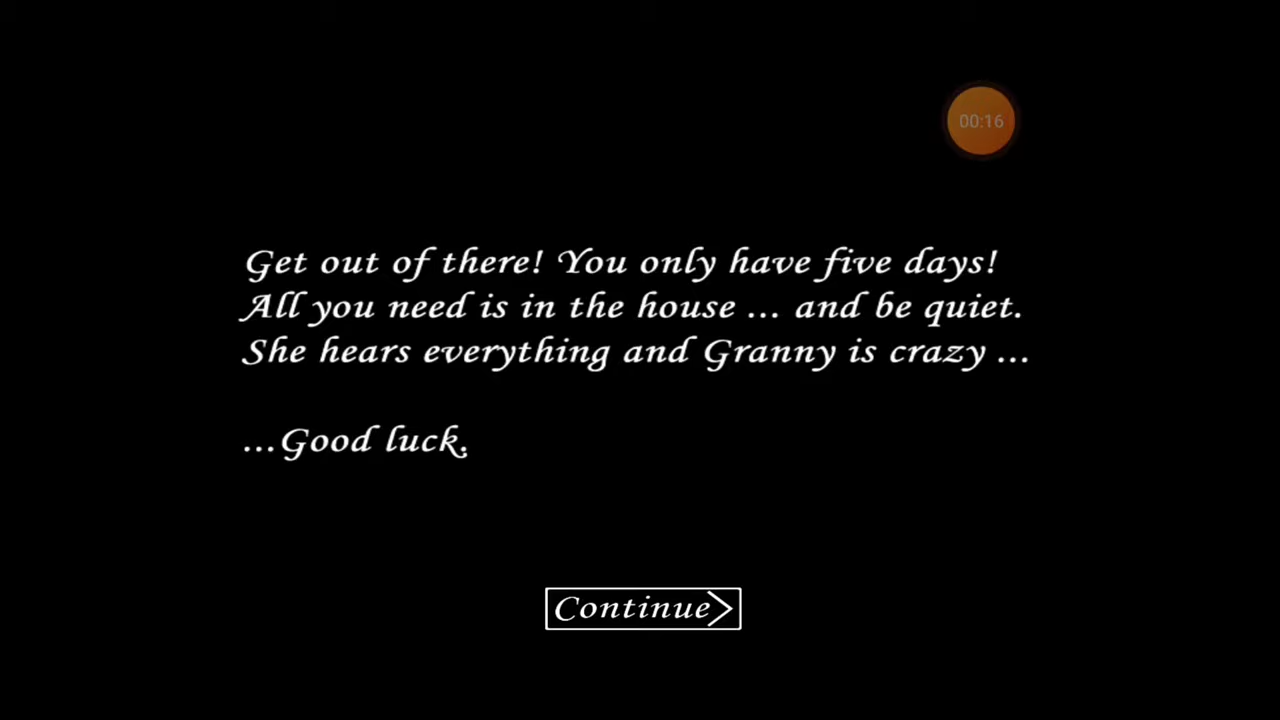 00:16
Get out of there! You only have five days!
All you need is in the house ... and be quiet.
She hears everything and Granny is crazy ...
...Good luck.
Continue>